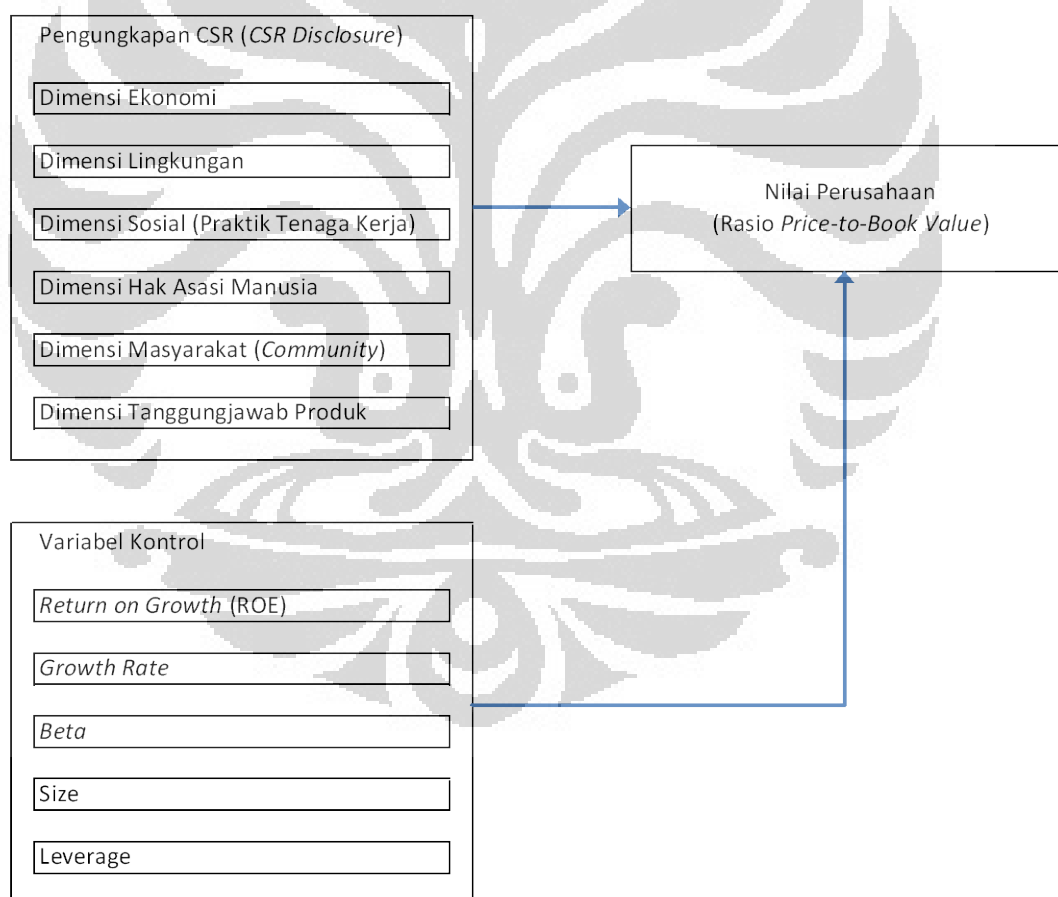 Pengungkapan CSR (CSR Disclosure)
Dimensi Ekonomi
Dimensi Lingkungan
Dimensi Sosial (Praktik Tenaga Kerja)
Dimensi Hak Asasi Manusia
Dimensi Masyarakat (Community)
Dimensi Tanggungjawab Produk
Nilai Perusahaan
(Rasio Price-to-Book Value)
Variabel Kontrol
Return on Growth (ROE)
Growth Rate
Beta
Size
Leverage